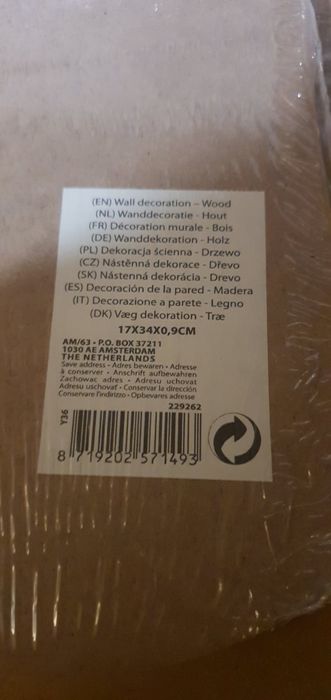 (EN) Wall decoration – Wood
(NL) Wanddecoratie - Hout
(FR) Décoration murale - Bois
(DE) Wanddekoration - Holz
(PL) Dekoracja ścienna - Drzewo
(CZ) Nástěnná dekorace - Dřevo
(SK) Nástenná dekorácia - Drevo
(ES) Decoración de la pared - Madera
(IT) Decorazione a parete - Legno
(DK) Væg dekoration - Træ
17X34X0,9CM
AM/63 • P.O. BOX 37211
1030 AE AMSTERDAM
THE NETHERLANDS
Save address - Adres bewaren - Adresse
à conserver - Anschrift aufbewahren
Zachowac adres - Adresu uchovat
Adresu uschovať - Conservar la dirección
Conservare l'indirizzo - Opbevares adresse
229262
Y36
8 719202 571493